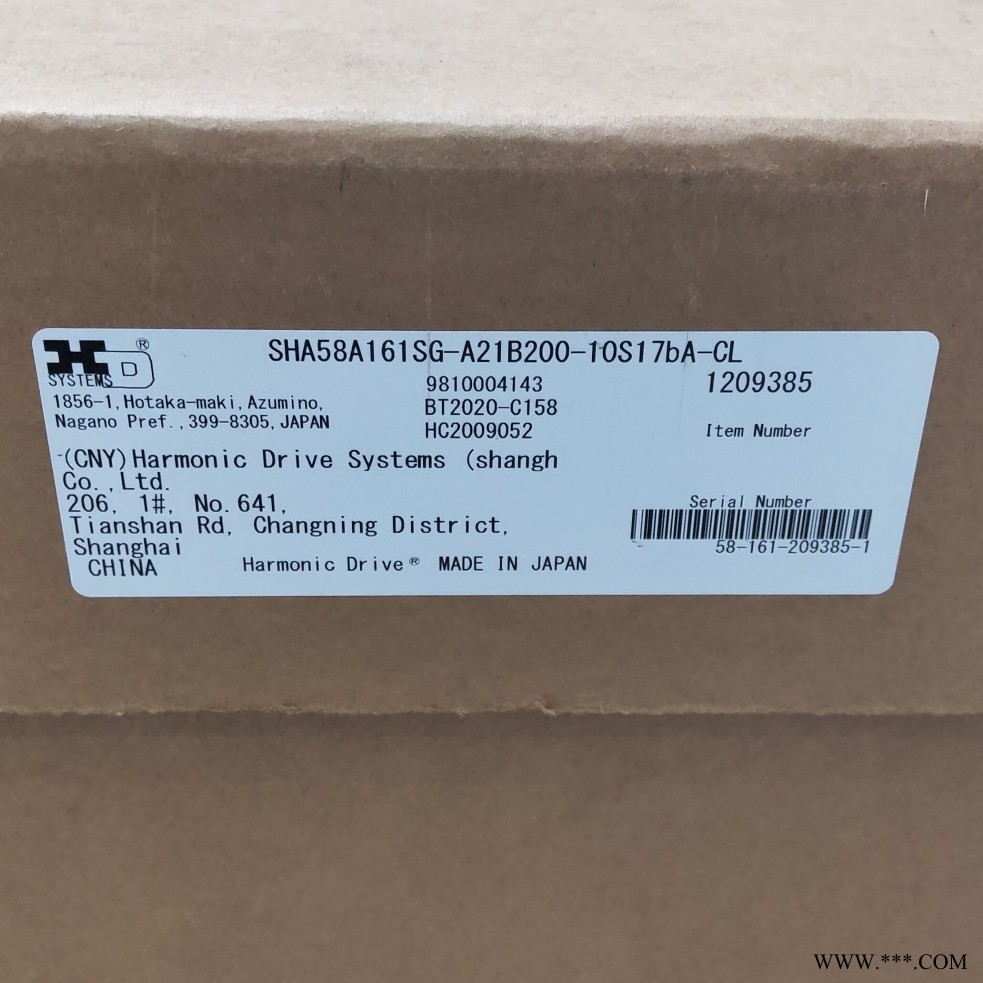 SHA58A161SG-A21B200-10S17bA-CL
HD ®
SYSTEMS
9810004143
1209385
1856-1,Hotaka-maki,Azumino,
BT2020-C158
Nagano Pref.,399-8305,JAPAN
HC2009052
Item Number
(CNY)Harmonic Drive Systems (shangh
Co.,Ltd.
206, 1#, No.641,
Serial Number
Tianshan Rd, Changning District,
Shanghai
58-161-209385-1
CHINA
Harmonic Drive® MADE IN JAPAN
WWW.***.COM